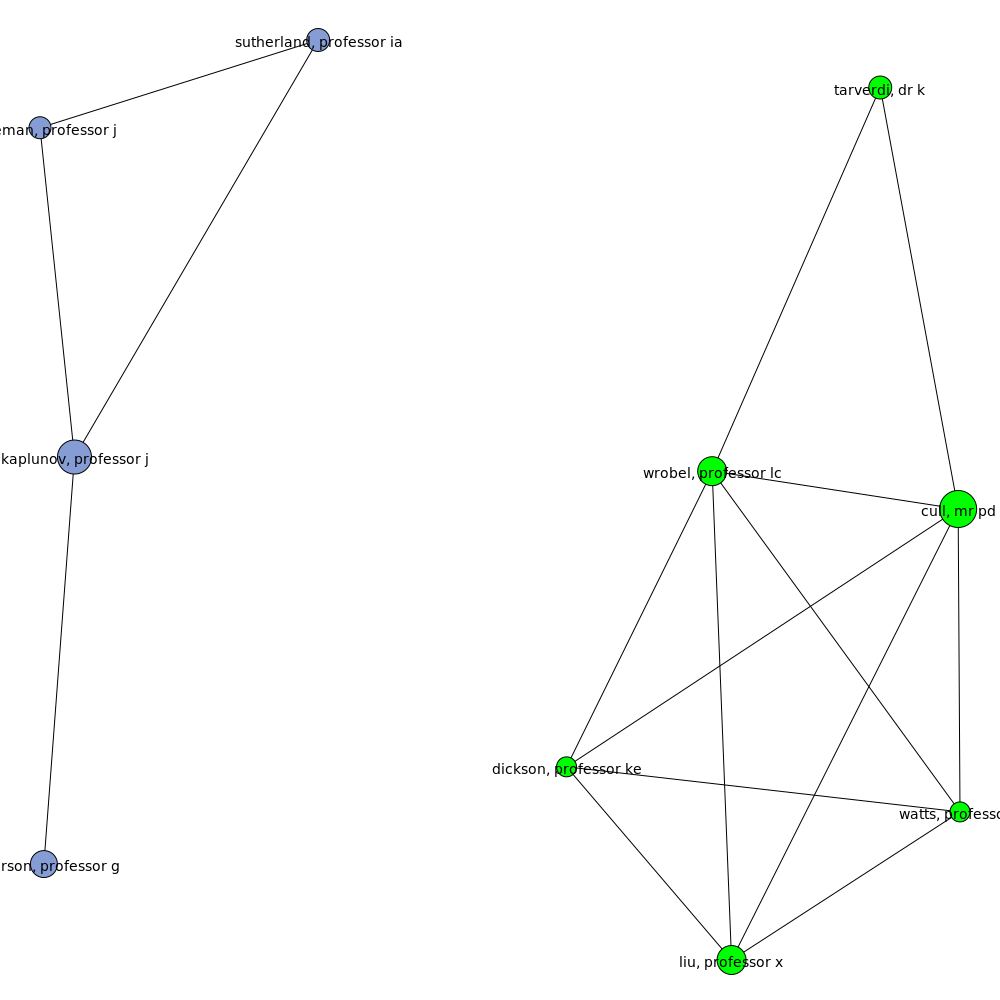 sutherland, professor ia
tarverdi, dr k
eman, professor j
kaplunov, professor j
wrobel, professor lc
cull, mr pd
dickson, professor ke
watts, professo
rson, professor g
liu, professor x